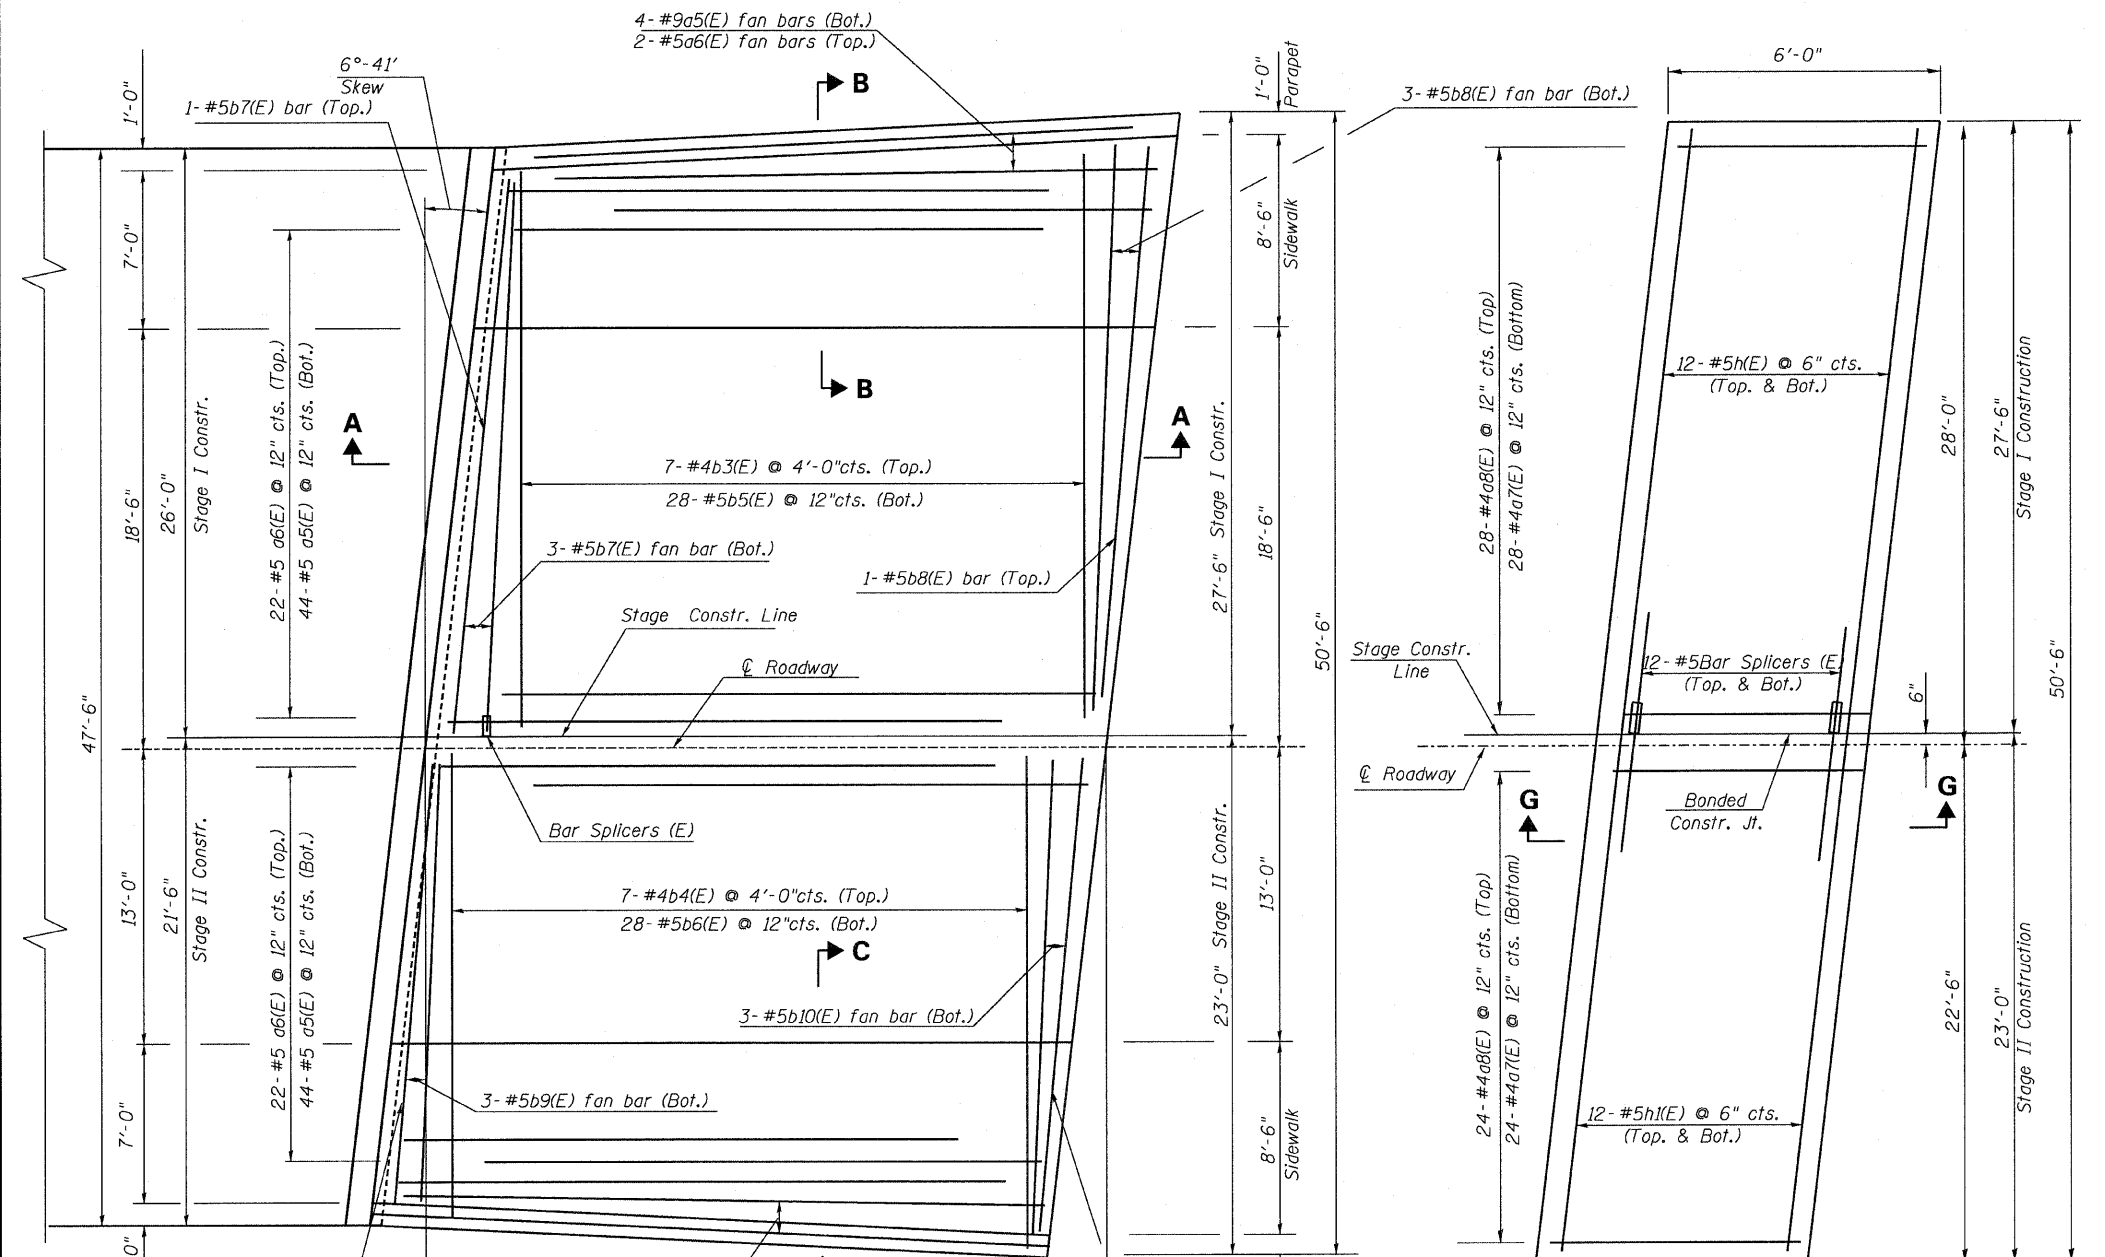 4-#9a5(E) fan bars (Bot.)
2-#5a6(E) fan bars (Top.)
6°-41'
Skew
1-#5b7(E) bar (Top.)
B
1'-0"
1'-0"
Parapet
3-#5b8(E) fan bar (Bot.)
6'-0"
7'-0"
8'-6"
Sidewalk
22-#5 a6(E) @ 12" cts. (Top.)
44-#5 a5(E) @ 12" cts. (Bot.)
28-#4a8(E) @ 12" cts. (Top)
28-#4a7(E) @ 12" cts. (Bottom)
12-#5h(E) @ 6" cts.
(Top. & Bot.)
B
A
A
18'-6"
26'-0"
Stage I Constr.
7-#4b3(E) @ 4'-0"cts. (Top.)
28-#5b5(E) @ 12"cts. (Bot.)
27'-6" Stage I Constr.
18'-6"
28'-0"
27'-6"
Stage I Construction
3-#5b7(E) fan bar (Bot.)
1-#5b8(E) bar (Top.)
Stage Constr. Line
℄ Roadway
50'-6"
47'-6"
Stage Constr.
Line
12-#5Bar Splicers (E)
(Top. & Bot.)
6"
50'-6"
℄ Roadway
G
Bonded
Constr. Jt.
G
Bar Splicers (E)
13'-0"
21'-6"
Stage II Constr.
22-#5 a6(E) @ 12" cts. (Top.)
44-#5 a5(E) @ 12" cts. (Bot.)
7-#4b4(E) @ 4'-0"cts. (Top.)
28-#5b6(E) @ 12"cts. (Bot.)
C
23'-0" Stage II Constr.
13'-0"
24-#4a8(E) @ 12" cts. (Top)
24-#4a7(E) @ 12" cts. (Bottom)
22'-6"
23'-0"
Stage II Construction
3-#5b10(E) fan bar (Bot.)
3-#5b9(E) fan bar (Bot.)
7'-0"
8'-6"
Sidewalk
12-#5h1(E) @ 6" cts.
(Top. & Bot.)
0"